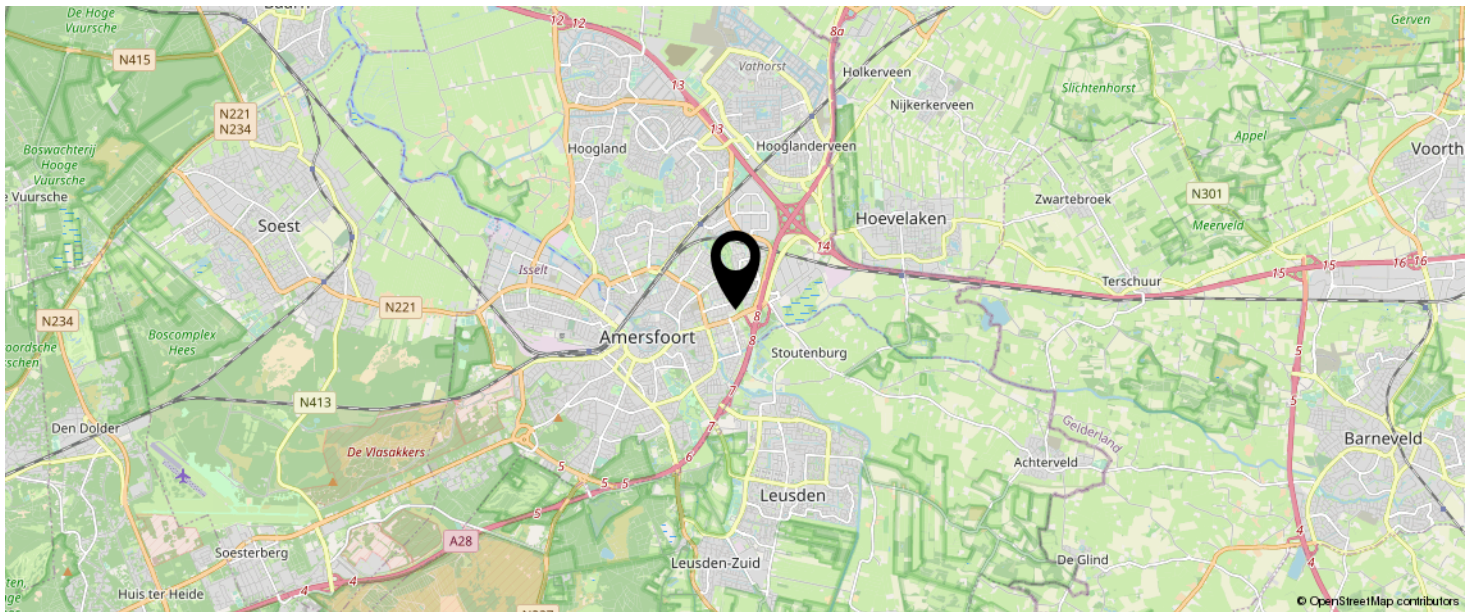 De Hoge
Vuursche
Baarn
12
12
8a
Gerven
N415
Vathorst
Holkerveen
13
Slichtenhorst
Nijkerkerveen
N221
N234
13
Appel
Boswachterij
Hooge
Vuursche
Hoogland
Hooglanderveen
Voorth
e Vuursche
Zwartebroek
N301
Soest
Hoevelaken
Meerveld
14
Isselt
15
15
16
16
Terschuur
N221
N234
8
Boscomplex
Hees
Amersfoort
8
oordsche
schen
Stoutenburg
5
7
N413
5
Den Dolder
7
Gelderland
Barneveld
De Vlasakkers
6
Achterveld
5
5
5
Leusden
5
A28
4
4
Soesterberg
Leusden-Zuid
De Glind
4
4
Huis ter Heide
© OpenStreetMap contributors